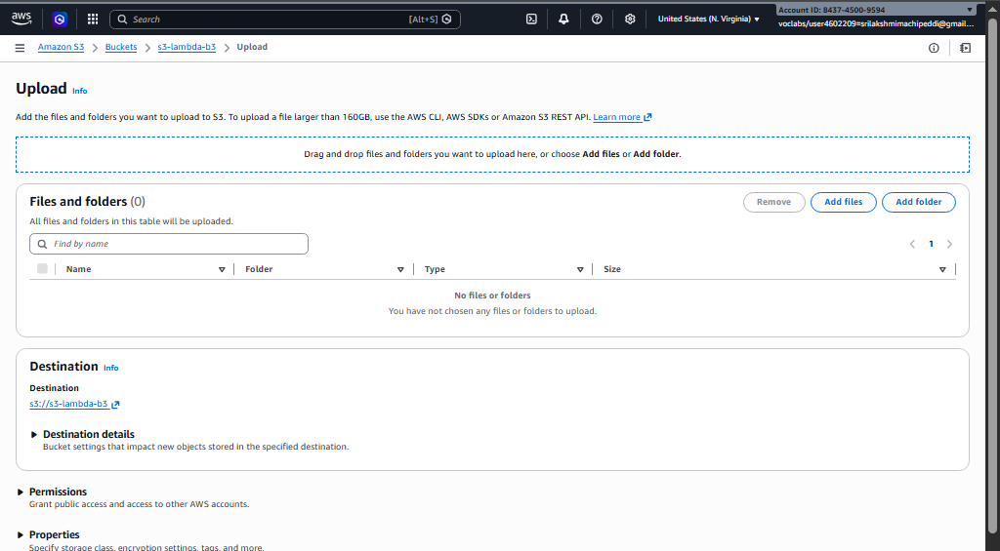 aws
Search [Alt+S]
United States (N. Virginia) ▼
Account ID: 8437-4500-9594
voclabs/user4602209=srilakshmimachipeddi@gmail...
Amazon S3 > Buckets > s3-lambda-b3 > Upload
Upload Info
Add the files and folders you want to upload to S3. To upload a file larger than 160GB, use the AWS CLI, AWS SDKs or Amazon S3 REST API. Learn more
Drag and drop files and folders you want to upload here, or choose Add files or Add folder.
Files and folders (0)
Remove
Add files
Add folder
All files and folders in this table will be uploaded.
Find by name
1
Name Folder Type Size
No files or folders
You have not chosen any files or folders to upload.
Destination Info
Destination
s3://s3-lambda-b3
Destination details
Bucket settings that impact new objects stored in the specified destination.
Permissions
Grant public access and access to other AWS accounts.
Properties
Specify storage class, encryption settings, tags, and more.